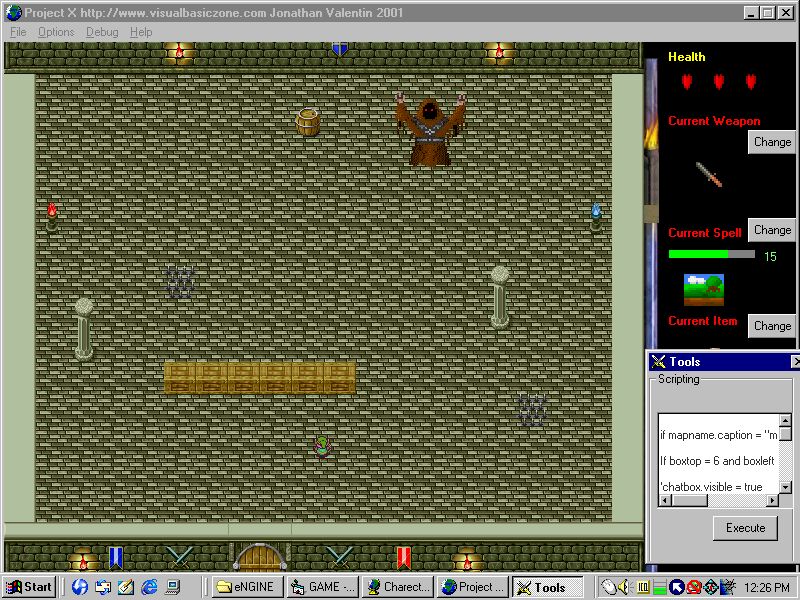 Project X http://www.visualbasiczone.com Jonathan Valentin 2001
File Options Debug Help
Health
Current Weapon
Change
Current Spell
Change
15
Current Item
Change
Tools
Scripting
if mapname.caption = "m
If boxtop = 6 and boxleft
'chatbox.visible = true
Execute
Start
eNGINE
GAME -...
Charect...
Project ...
Tools
12:26 PM